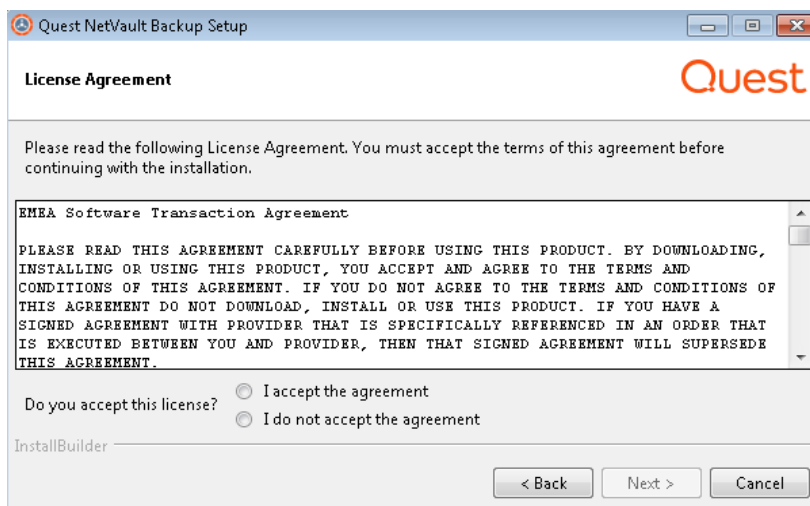 Quest NetVault Backup Setup
License Agreement
Quest
Please read the following License Agreement. You must accept the terms of this agreement before
continuing with the installation.
EMEA Software Transaction Agreement
PLEASE READ THIS AGREEMENT CAREFULLY BEFORE USING THIS PRODUCT. BY DOWNLOADING,
INSTALLING OR USING THIS PRODUCT, YOU ACCEPT AND AGREE TO THE TERMS AND
CONDITIONS OF THIS AGREEMENT. IF YOU DO NOT AGREE TO THE TERMS AND CONDITIONS OF
THIS AGREEMENT DO NOT DOWNLOAD, INSTALL OR USE THIS PRODUCT. IF YOU HAVE A
SIGNED AGREEMENT WITH PROVIDER THAT IS SPECIFICALLY REFERENCED IN AN ORDER THAT
IS EXECUTED BETWEEN YOU AND PROVIDER, THEN THAT SIGNED AGREEMENT WILL SUPERSEDE
THIS AGREEMENT.
Do you accept this license?
I accept the agreement
I do not accept the agreement
InstallBuilder
< Back
Next >
Cancel